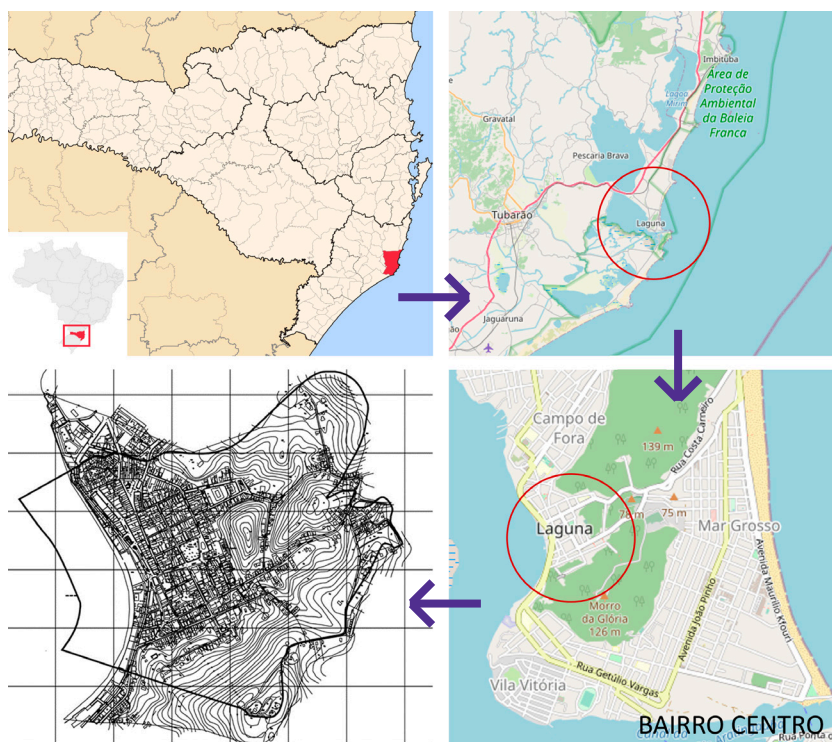 Imbituba
Área de
Proteção
Ambiental
da Baleia
Franca
Lagoa
Mirim
Gravatal
Pescaria Brava
Tubarão
Laguna
Jaguaruna
Campo de
Fora
139 m
Rua Costa Carneiro
Laguna
78 m
75 m
Mar Grosso
Morro
da Glória
126 m
Avenida João Pinho
Avenida Maurílio Kfouri
Rua Getúlio Vargas
Vila Vitória
BAIRRO CENTRO